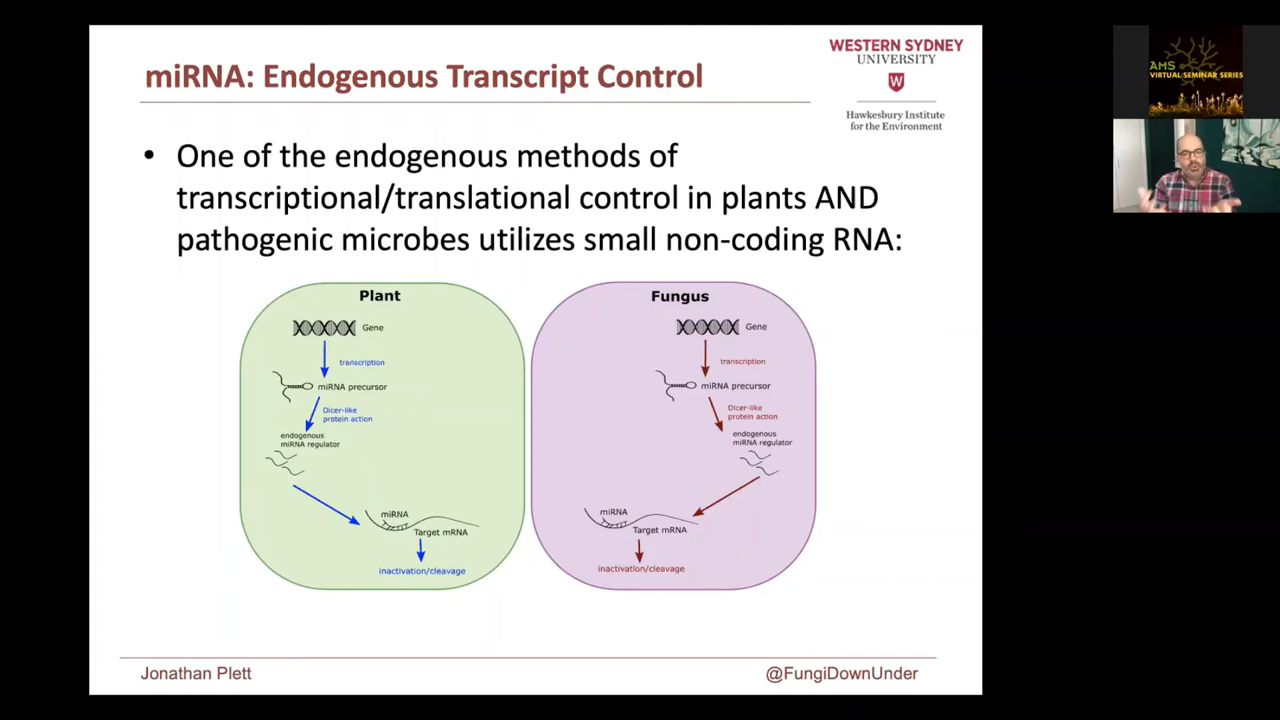 miRNA: Endogenous Transcript Control
WESTERN SYDNEY
UNIVERSITY
W
Hawkesbury Institute
for the Environment
• One of the endogenous methods of
transcriptional/translational control in plants AND
pathogenic microbes utilizes small non-coding RNA:
Plant
Gene
transcription
miRNA precursor
Dicer-like
protein action
endogenous
miRNA regulator
miRNA
Target mRNA
inactivation/cleavage
Fungus
Gene
transcription
miRNA precursor
Dicer-like
protein action
endogenous
miRNA regulator
miRNA
Target mRNA
inactivation/cleavage
Jonathan Plett
@FungiDownUnder
AMS
VIRTUAL SEMINAR SERIES